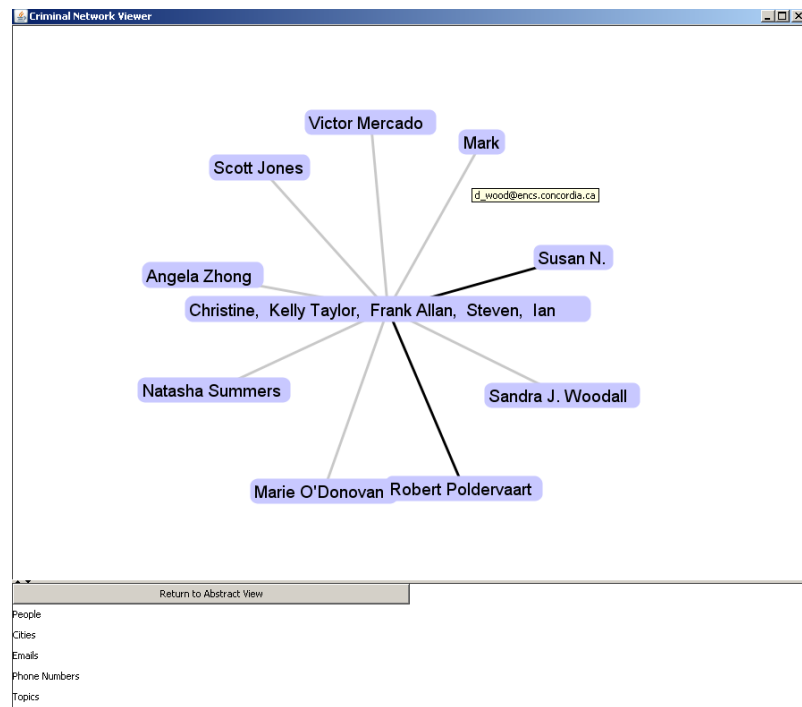 Criminal Network Viewer
Victor Mercado
Mark
Scott Jones
d_wood@encs.concordia.ca
Susan N.
Angela Zhong
Christine, Kelly Taylor, Frank Allan, Steven, Ian
Natasha Summers
Sandra J. Woodall
Marie O'Donovan
Robert Poldervaart
Return to Abstract View
People
Cities
Emails
Phone Numbers
Topics